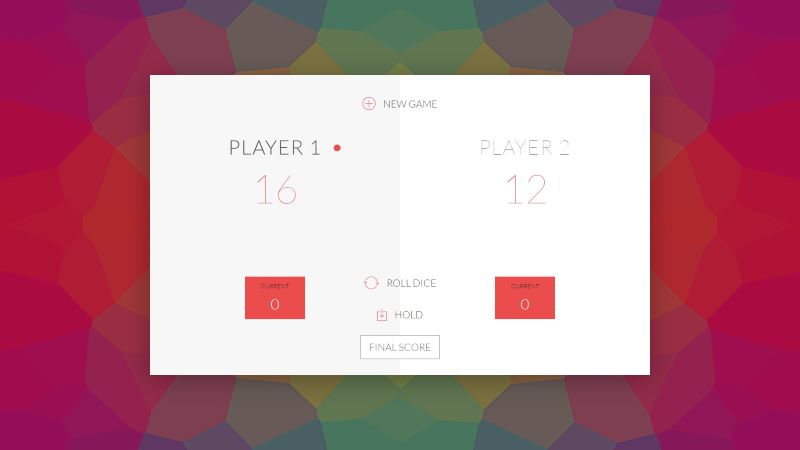 NEW GAME
PLAYER 1
16
PLAYER 2
12
CURRENT
0
CURRENT
0
ROLL DICE
HOLD
FINAL SCORE